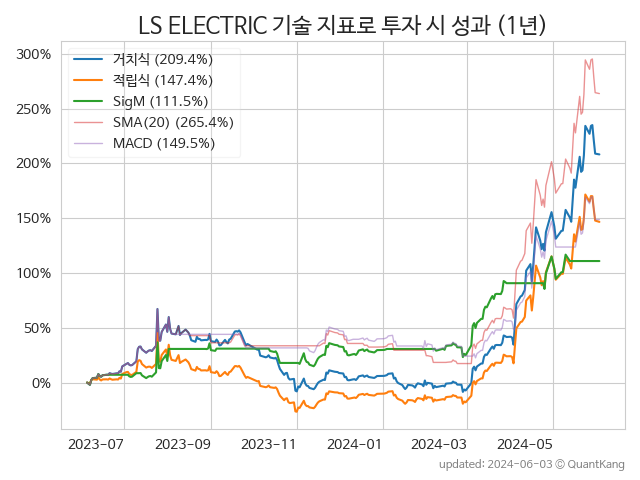 LS ELECTRIC 기술 지표로 투자 시 성과 (1년)
300%
250%
200%
150%
100%
50%
0%
거치식 (209.4%)
적립식 (147.4%)
SigM (111.5%)
SMA(20) (265.4%)
MACD (149.5%)
2023-07 2023-09 2023-11 2024-01 2024-03 2024-05
updated: 2024-06-03 © QuantKang